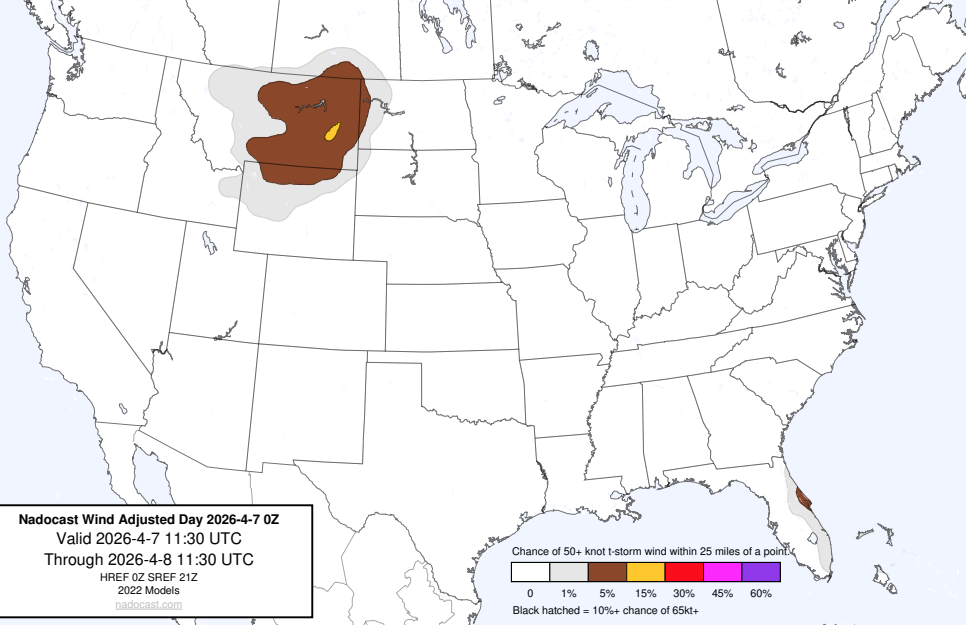 Nadocast Wind Adjusted Day 2026-4-7 0Z
Valid 2026-4-7 11:30 UTC
Through 2026-4-8 11:30 UTC
HREF 0Z SREF 21Z
2022 Models
nadocast.com
Chance of 50+ knot t-storm wind within 25 miles of a point.
0 1% 5% 15% 30% 45% 60%
Black hatched = 10%+ chance of 65kt+